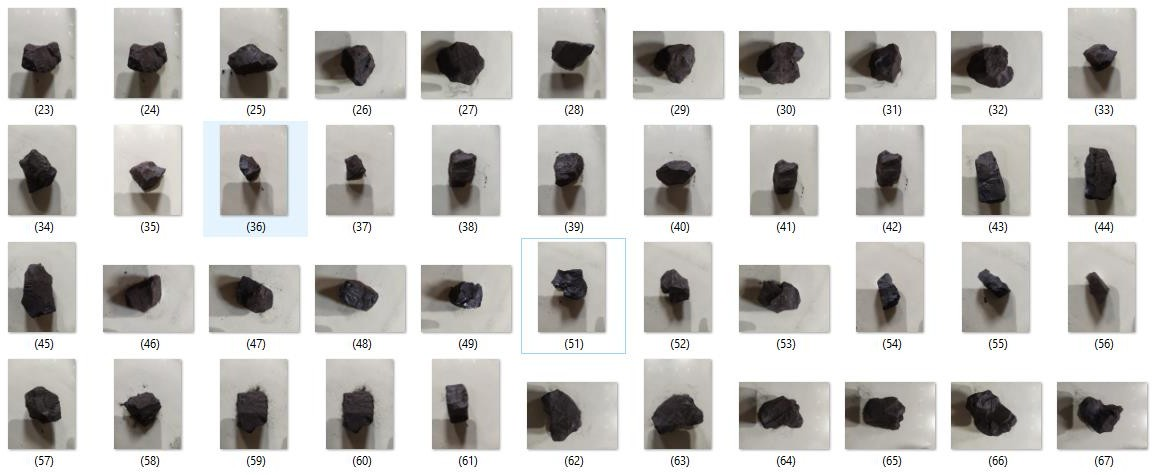 (23) (24) (25) (26) (27) (28) (29) (30) (31) (32) (33)
(34) (35) (36) (37) (38) (39) (40) (41) (42) (43) (44)
(45) (46) (47) (48) (49) (51) (52) (53) (54) (55) (56)
(57) (58) (59) (60) (61) (62) (63) (64) (65) (66) (67)